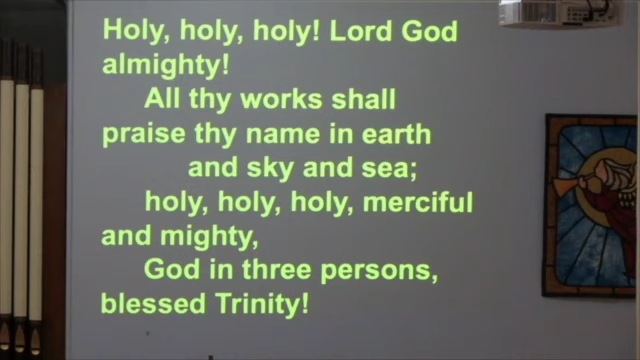 Holy, holy, holy! Lord God
almighty!
All thy works shall
praise thy name in earth
and sky and sea;
holy, holy, holy, merciful
and mighty,
God in three persons,
blessed Trinity!